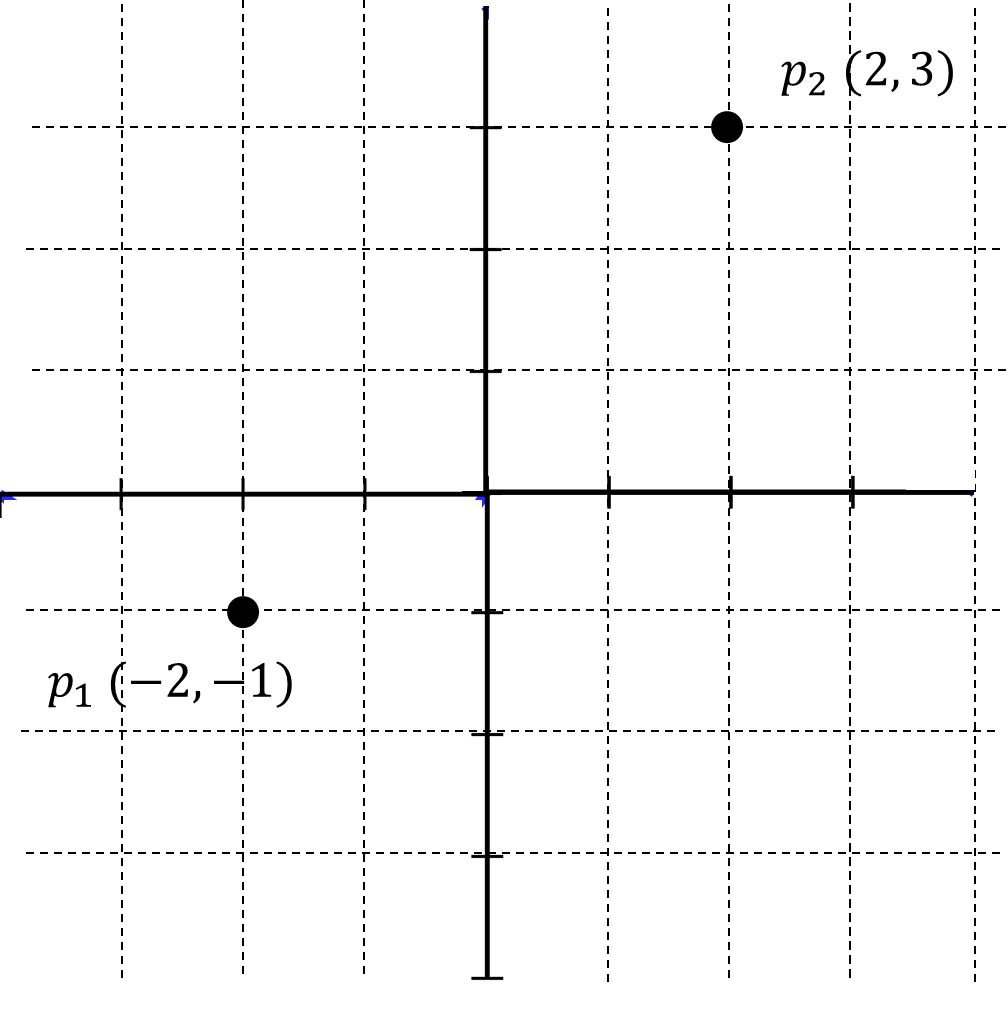 p₂ (2, 3)
p₁ (−2, −1)